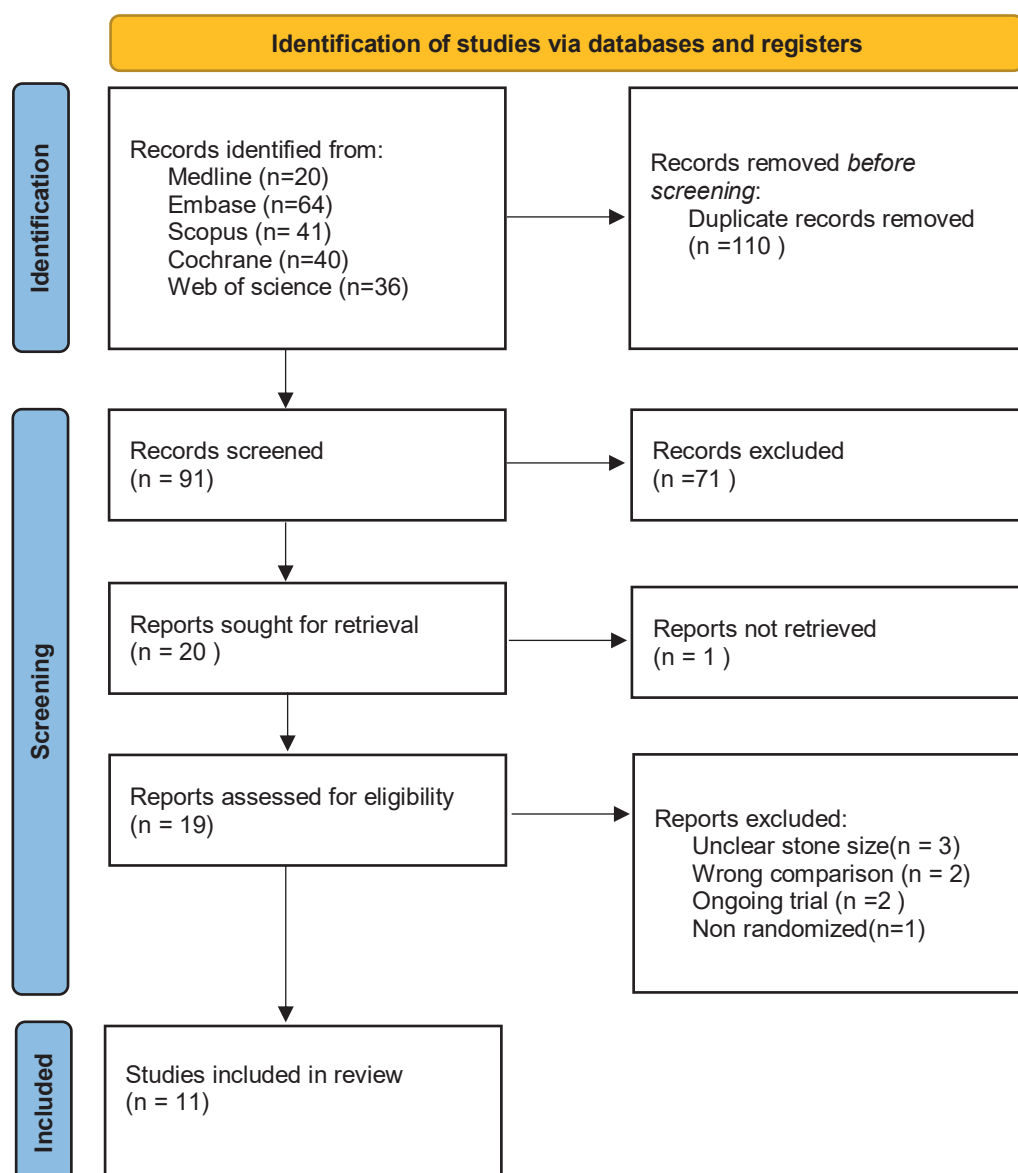 Identification of studies via databases and registers
Identification
Records identified from:
Medline (n=20)
Embase (n=64)
Scopus (n= 41)
Cochrane (n=40)
Web of science (n=36)
Records removed before
screening:
Duplicate records removed
(n =110 )
Screening
Records screened
(n = 91)
Records excluded
(n =71 )
Reports sought for retrieval
(n = 20 )
Reports not retrieved
(n = 1 )
Reports assessed for eligibility
(n = 19)
Reports excluded:
Unclear stone size(n = 3)
Wrong comparison (n = 2)
Ongoing trial (n =2 )
Non randomized(n=1)
Included
Studies included in review
(n = 11)